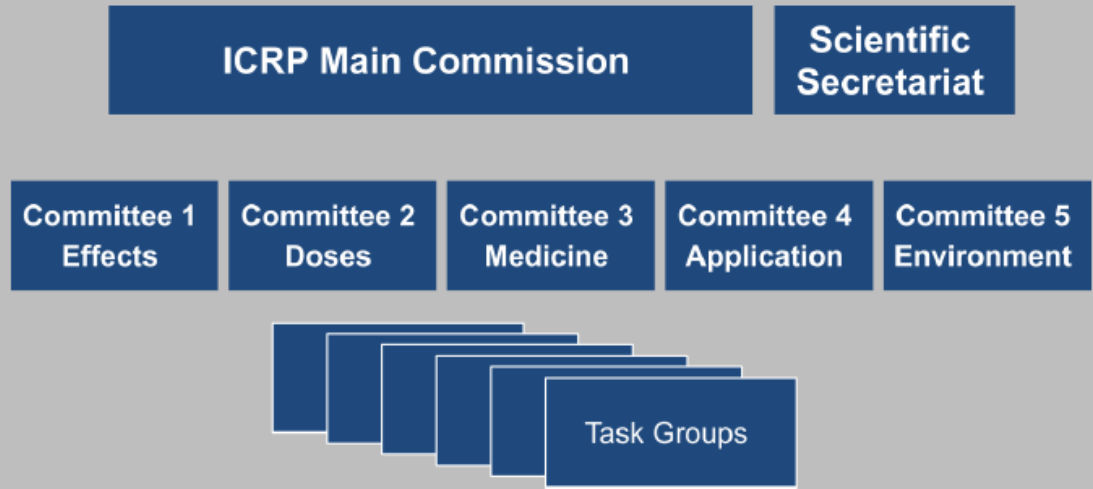 ICRP Main Commission
Scientific
Secretariat
Committee 1
Effects
Committee 2
Doses
Committee 3
Medicine
Committee 4
Application
Committee 5
Environment
Task Groups